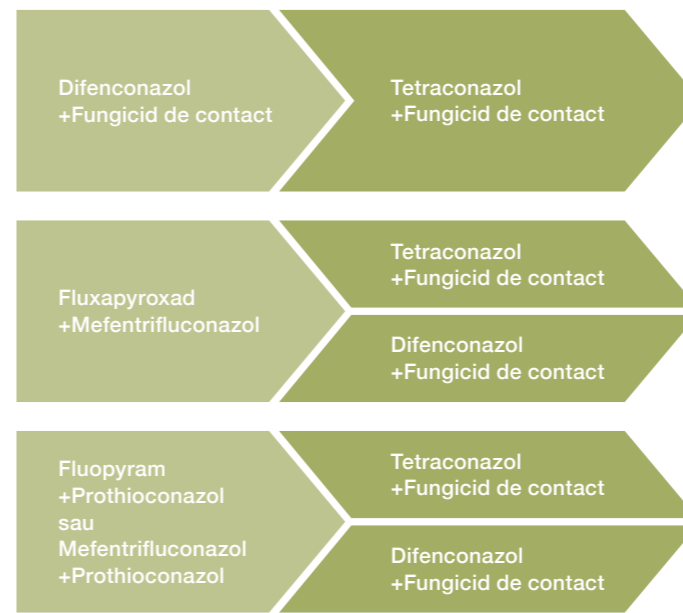 Difenconazol
+Fungicid de contact
Tetraconazol
+Fungicid de contact
Fluxapyroxad
+Mefentrifluconazol
Tetraconazol
+Fungicid de contact
Difenconazol
+Fungicid de contact
Fluopyram
+Prothioconazol
sau
Mefentrifluconazol
+Prothioconazol
Tetraconazol
+Fungicid de contact
Difenconazol
+Fungicid de contact